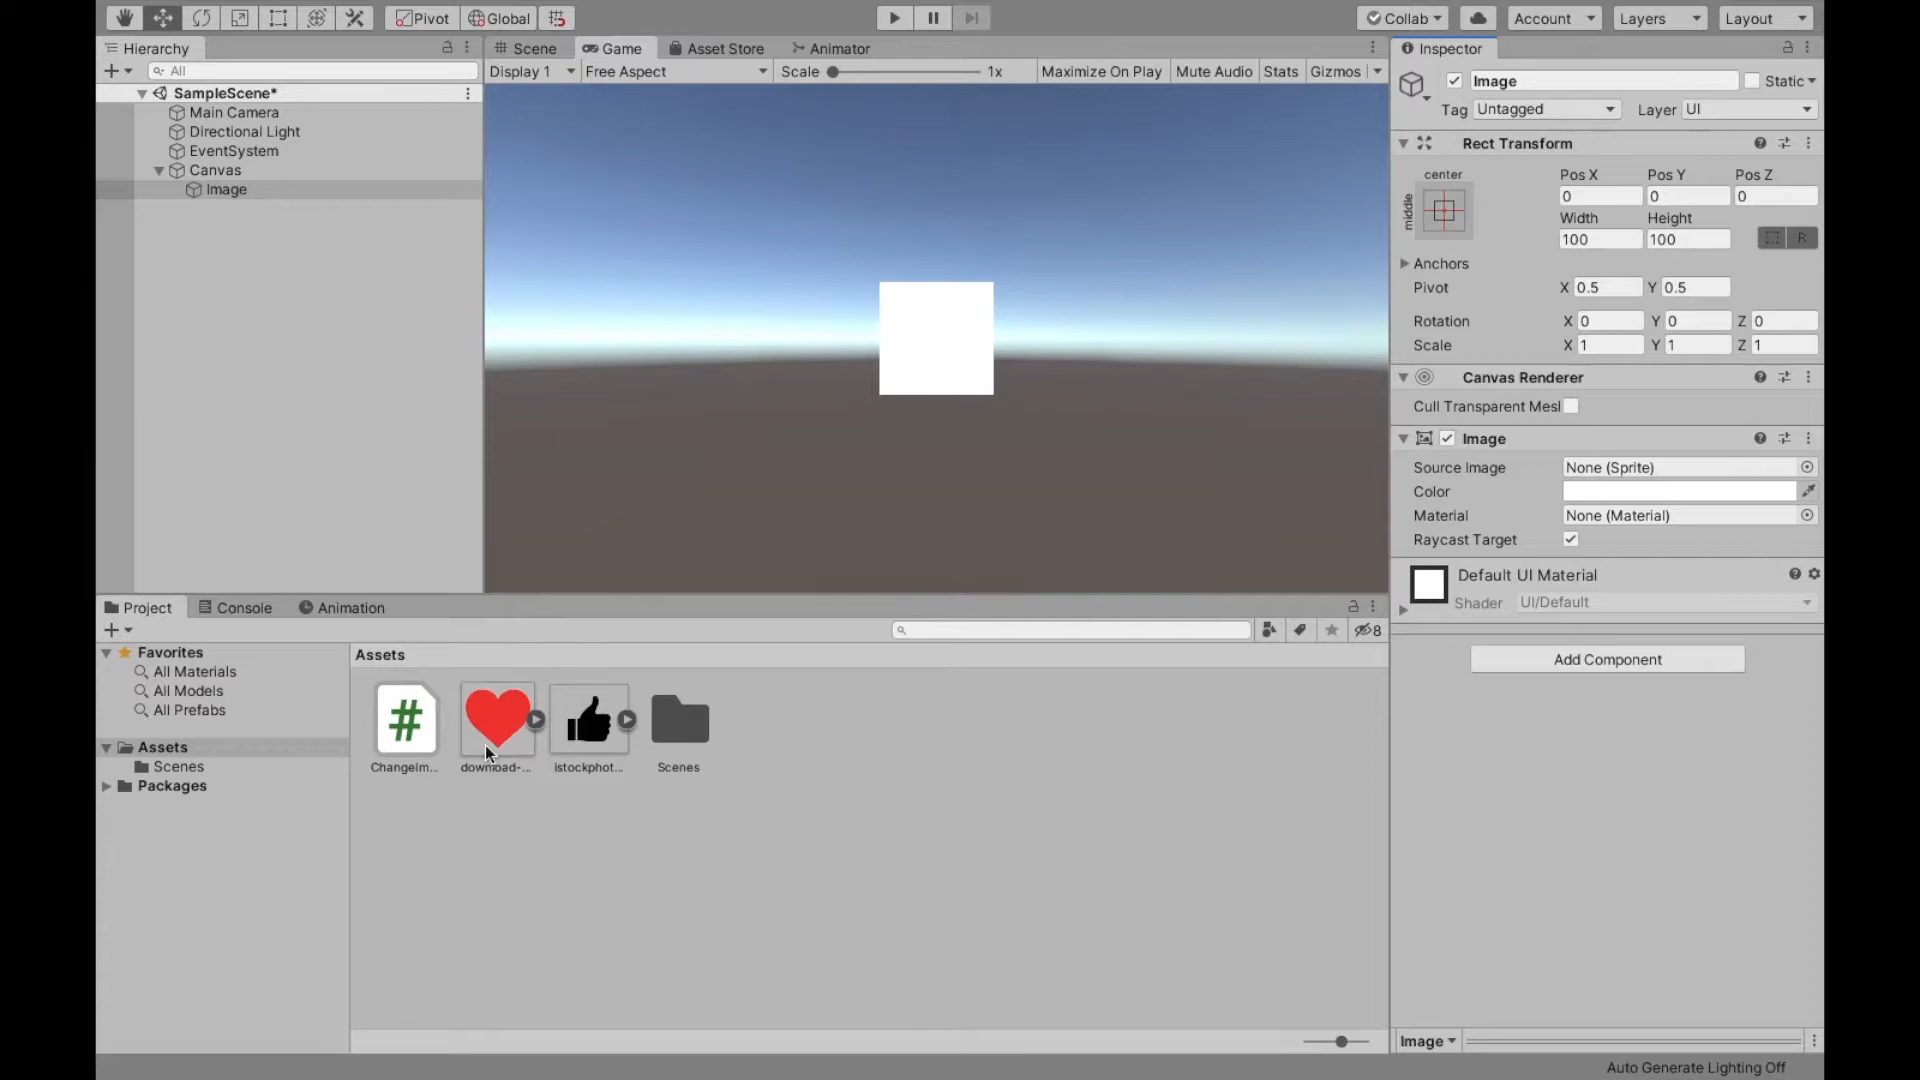 Pivot
Global
Collab
Account
Layers
Layout
Hierarchy
All
SampleScene*
Main Camera
Directional Light
EventSystem
Canvas
Image
Scene
Game
Asset Store
Animator
Display 1
Free Aspect
Scale
1x
Maximize On Play
Mute Audio
Stats
Gizmos
Inspector
Image
Static
Tag
Untagged
Layer
UI
Rect Transform
center
middle
Pos X
Pos Y
Pos Z
0
0
0
Width
Height
100
100
R
Anchors
Pivot
X 0.5
Y 0.5
Rotation
X 0
Y 0
Z 0
Scale
X 1
Y 1
Z 1
Canvas Renderer
Cull Transparent Mesl
Image
Source Image
None (Sprite)
Color
Material
None (Material)
Raycast Target
Default UI Material
Shader
UI/Default
Add Component
Project
Console
Animation
8
Favorites
All Materials
All Models
All Prefabs
Assets
Scenes
Packages
Assets
ChangeIm...
download-...
istockphot...
Scenes
Image
Auto Generate Lighting Off